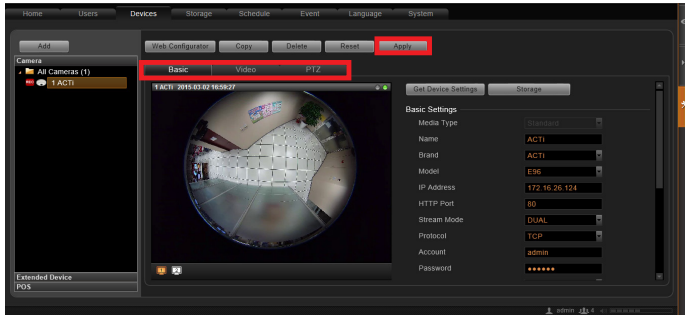 Home Users Devices Storage Schedule Event Language System
Add Web Configurator Copy Delete Reset Apply
Camera
All Cameras (1)
REC 1 ACTi
Basic Video PTZ
1 ACTi 2015-03-02 16:59:27
Get Device Settings Storage
Basic Settings
Media Type Standard
Name ACTi
Brand ACTi
Model E96
IP Address 172.16.26.124
HTTP Port 80
Stream Mode DUAL
Protocol TCP
Account admin
Password ••••••
Extended Device
POS
admin 4